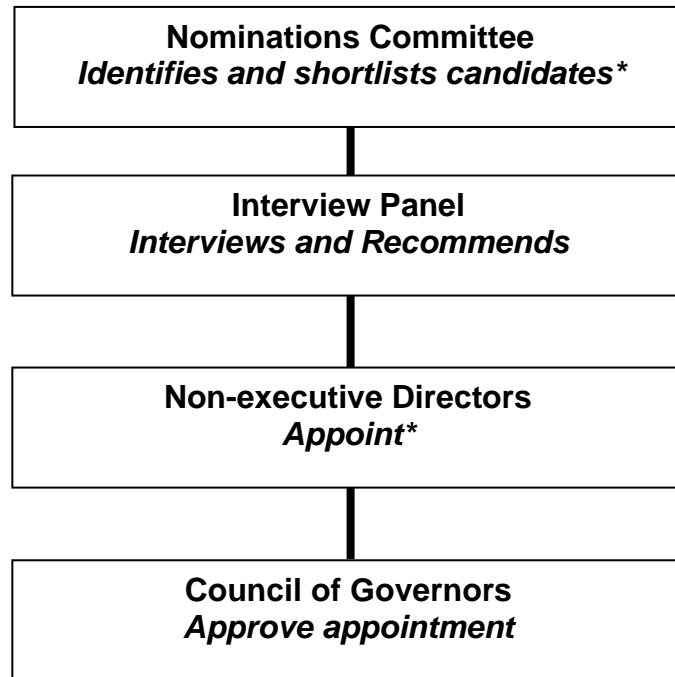 Nominations Committee
Identifies and shortlists candidates*
Interview Panel
Interviews and Recommends
Non-executive Directors
Appoint*
Council of Governors
Approve appointment